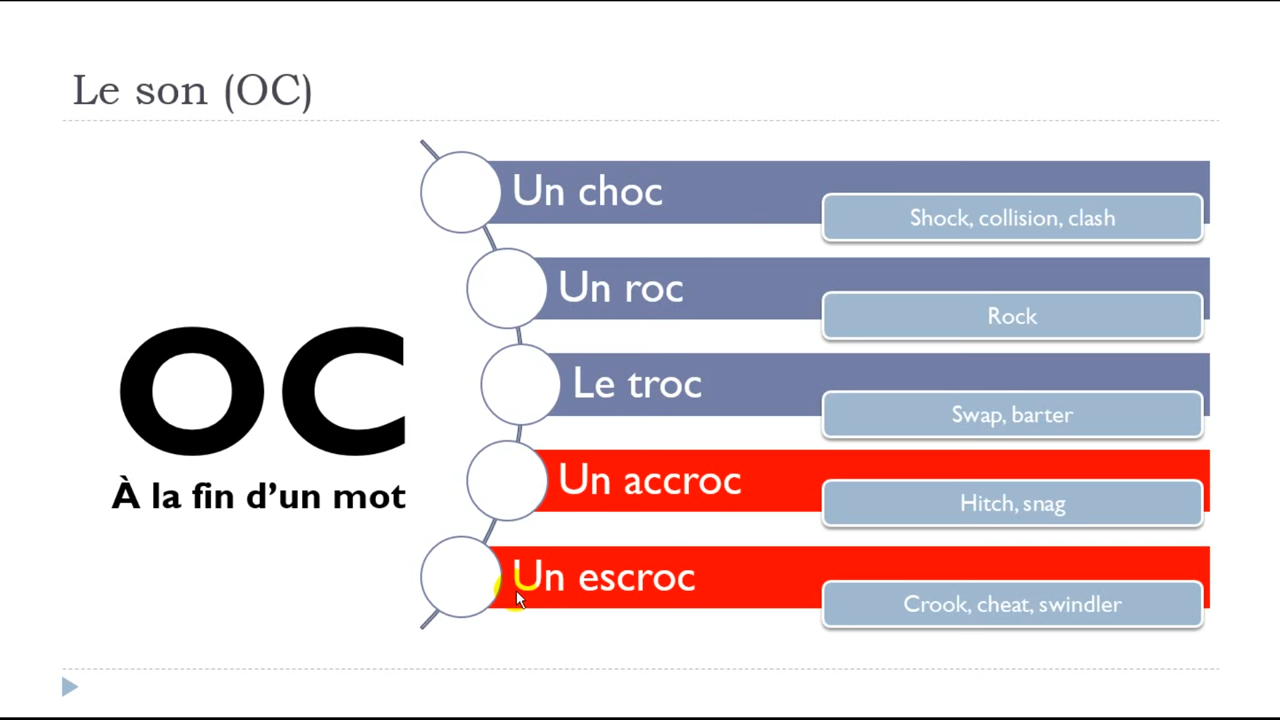 Le son (OC)
OC
À la fin d'un mot
Un choc
Shock, collision, clash
Un roc
Rock
Le troc
Swap, barter
Un accroc
Hitch, snag
Un escroc
Crook, cheat, swindler